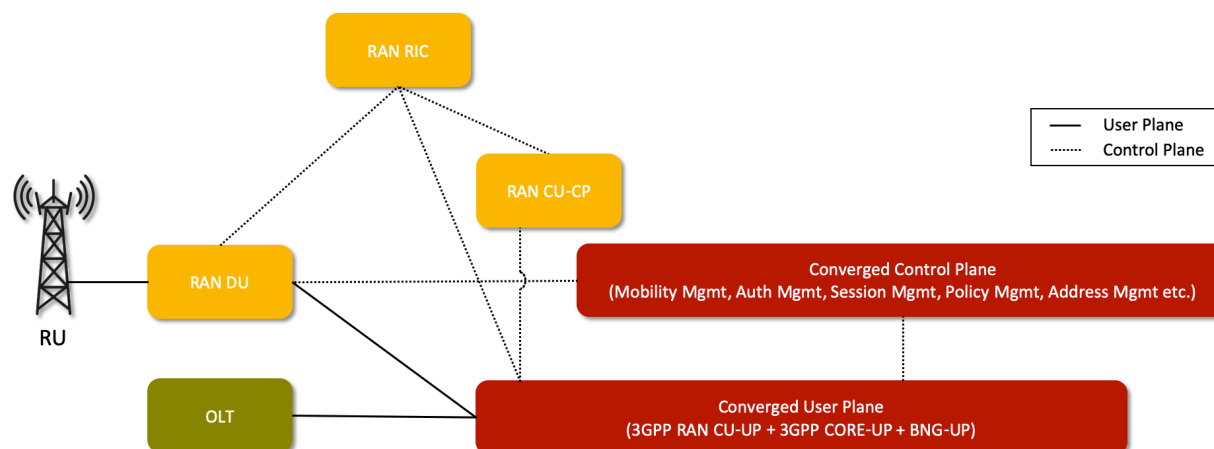 RAN RIC
User Plane
Control Plane
RAN CU-CP
RAN DU
Converged Control Plane
(Mobility Mgmt, Auth Mgmt, Session Mgmt, Policy Mgmt, Address Mgmt etc.)
RU
OLT
Converged User Plane
(3GPP RAN CU-UP + 3GPP CORE-UP + BNG-UP)